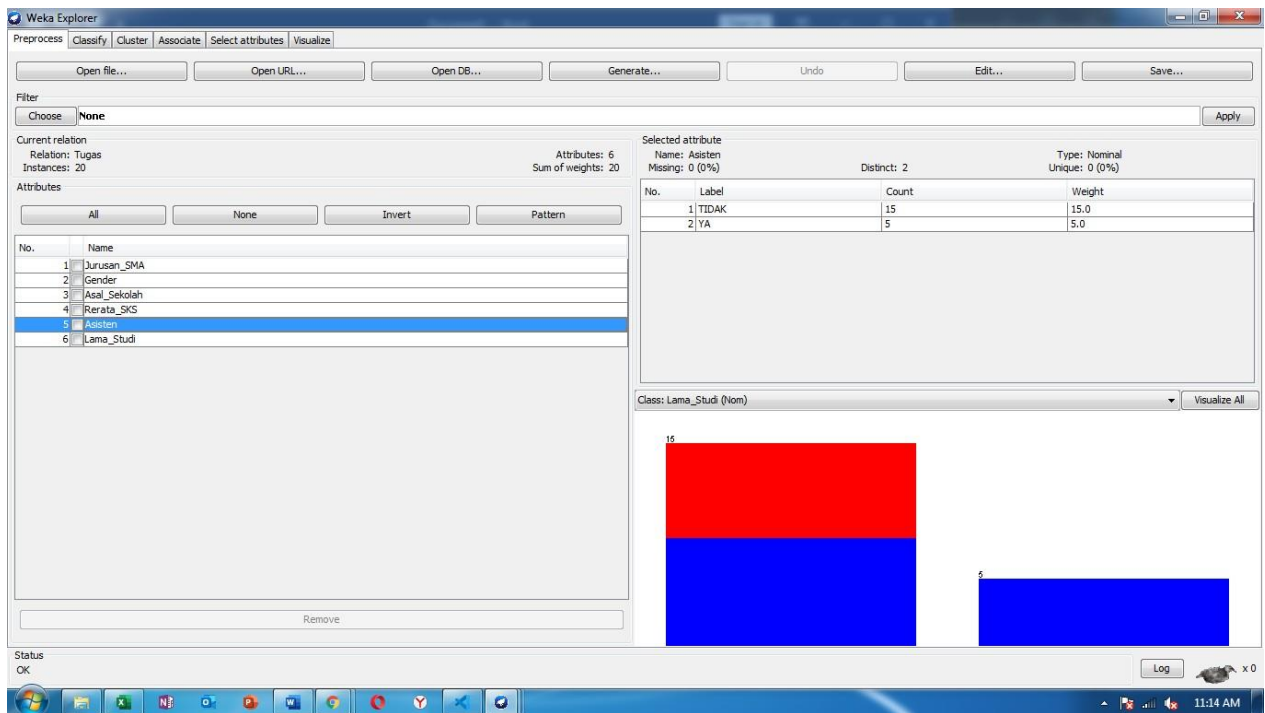 Weka Explorer
Preprocess Classify Cluster Associate Select attributes Visualize
Open file... Open URL... Open DB... Generate... Undo Edit... Save...
Filter
Choose None Apply
Current relation
Relation: Tugas Attributes: 6
Instances: 20 Sum of weights: 20
Attributes
All None Invert Pattern
No. Name
1 Jurusan_SMA
2 Gender
3 Asal_Sekolah
4 Rerata_SKS
5 Asisten
6 Lama_Studi
Remove
Selected attribute
Name: Asisten Type: Nominal
Missing: 0 (0%) Distinct: 2 Unique: 0 (0%)
No. Label Count Weight
1 TIDAK 15 15.0
2 YA 5 5.0
Class: Lama_Studi (Nom) Visualize All
15
5
Status
OK Log x 0
11:14 AM